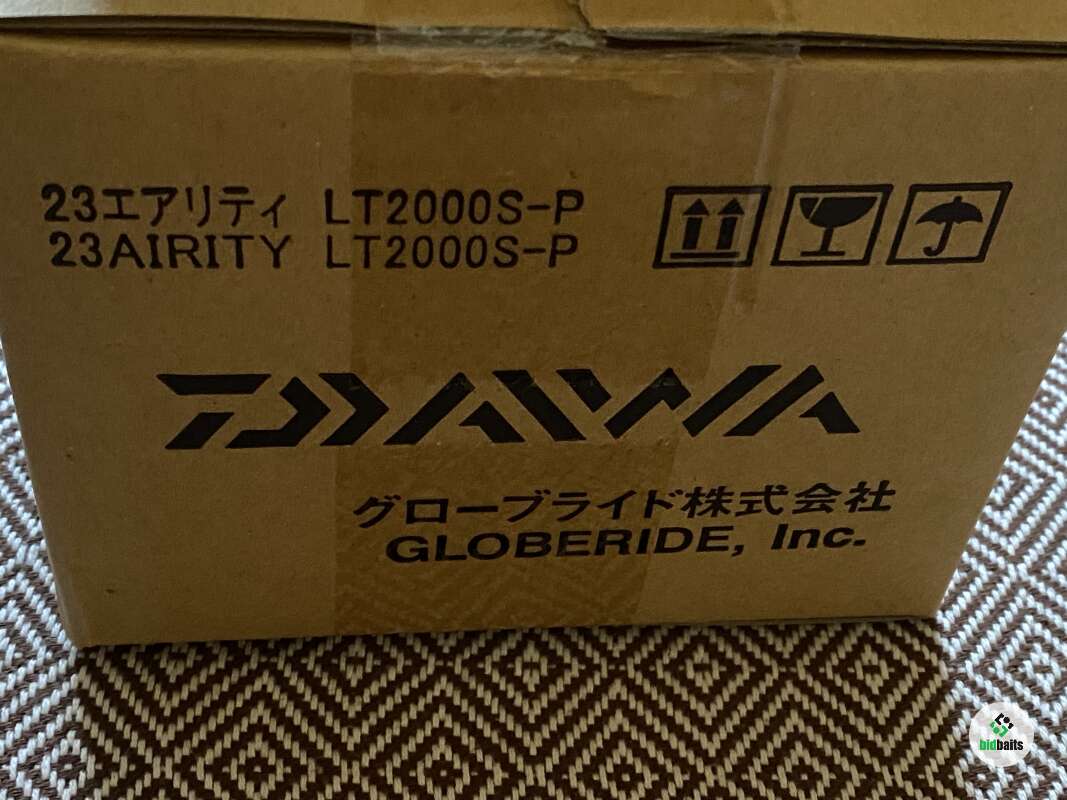 23エアリティ LT2000S-P
23AIRITY LT2000S-P
DAIWA
グローブライド株式会社
GLOBERIDE, Inc.
bidbaits